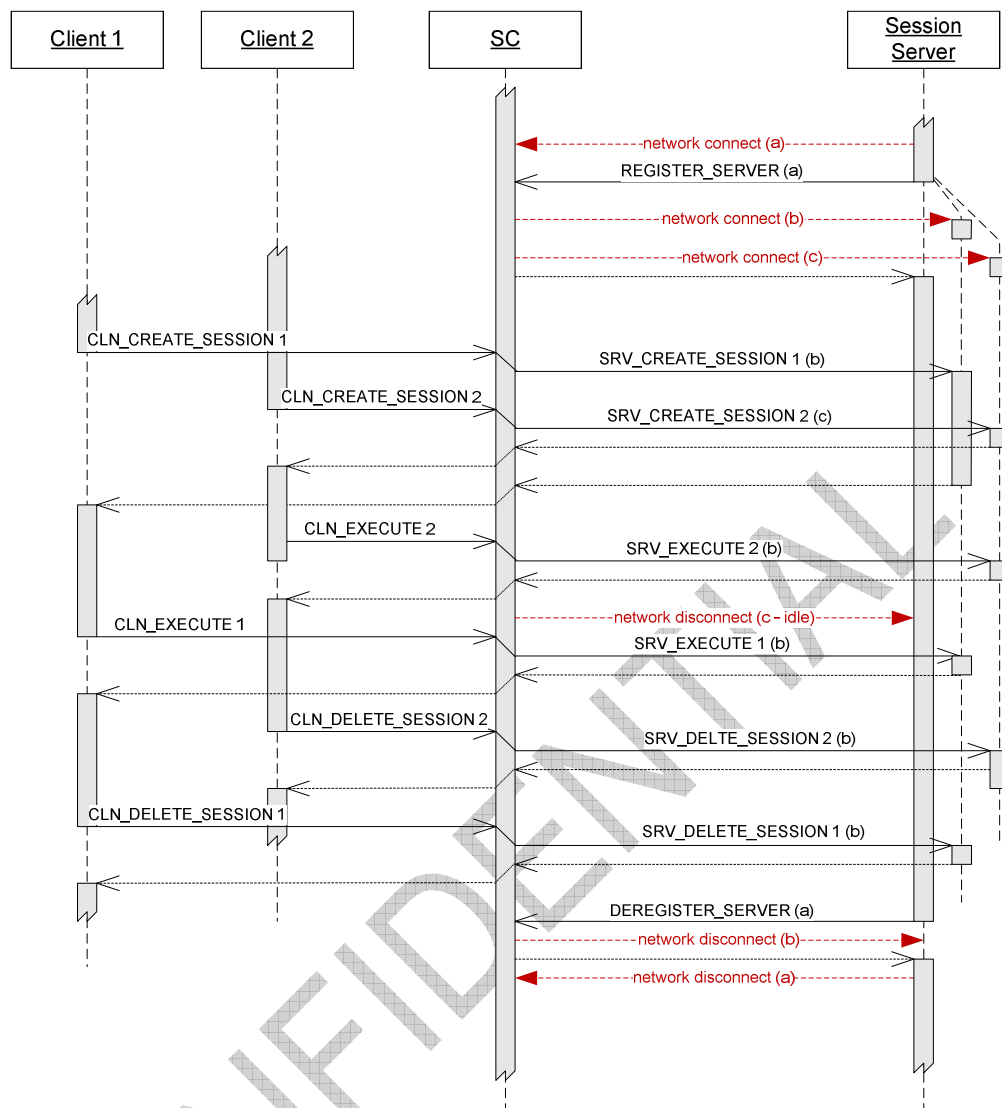 Client 1
Client 2
SC
Session
Server
network connect (a)
REGISTER_SERVER (a)
network connect (b)
network connect (c)
CLN_CREATE_SESSION 1
SRV_CREATE_SESSION 1 (b)
CLN_CREATE_SESSION 2
SRV_CREATE_SESSION 2 (c)
CLN_EXECUTE 2
SRV_EXECUTE 2 (b)
network disconnect (c - idle)
CLN_EXECUTE 1
SRV_EXECUTE 1 (b)
CLN_DELETE_SESSION 2
SRV_DELTE_SESSION 2 (b)
CLN_DELETE_SESSION 1
SRV_DELETE_SESSION 1 (b)
DEREGISTER_SERVER (a)
network disconnect (b)
network disconnect (a)
NFIDENTIAL